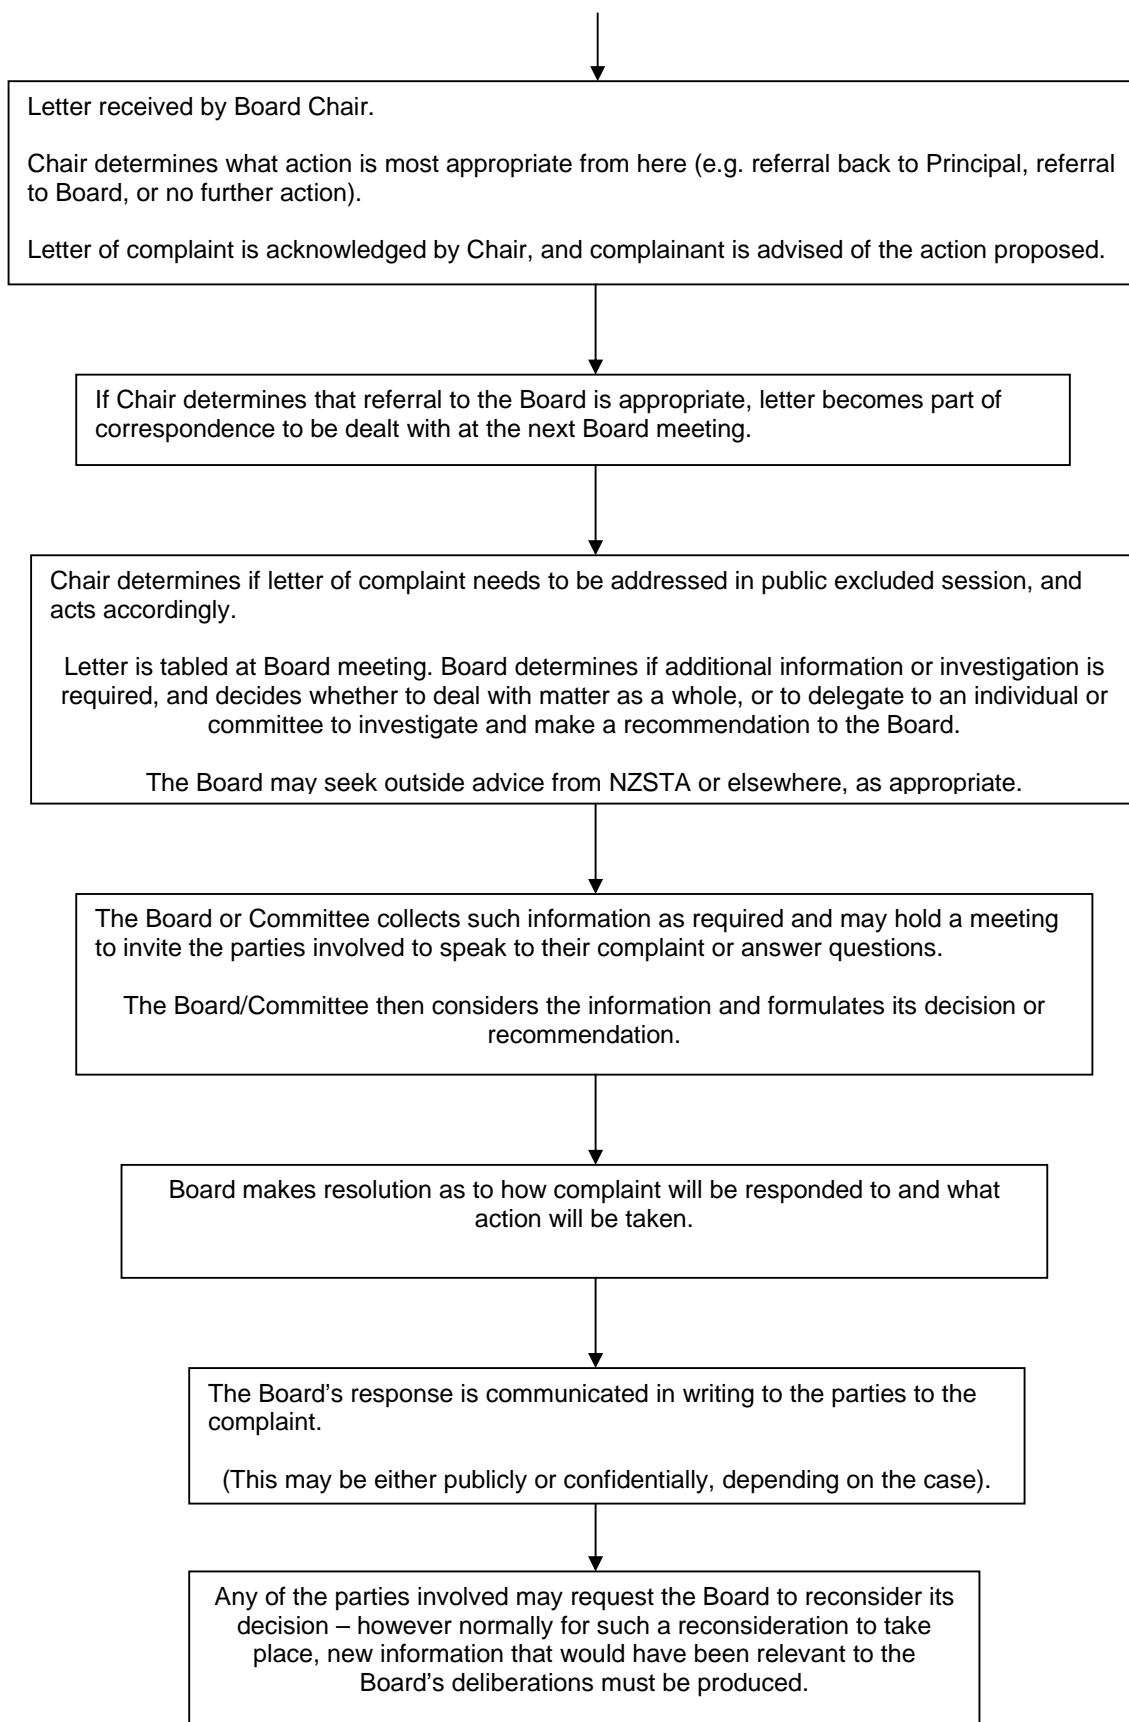 Letter received by Board Chair.
Chair determines what action is most appropriate from here (e.g. referral back to Principal, referral
to Board, or no further action).
Letter of complaint is acknowledged by Chair, and complainant is advised of the action proposed.
If Chair determines that referral to the Board is appropriate, letter becomes part of
correspondence to be dealt with at the next Board meeting.
Chair determines if letter of complaint needs to be addressed in public excluded session, and
acts accordingly.
Letter is tabled at Board meeting. Board determines if additional information or investigation is
required, and decides whether to deal with matter as a whole, or to delegate to an individual or
committee to investigate and make a recommendation to the Board.
The Board may seek outside advice from NZSTA or elsewhere, as appropriate.
The Board or Committee collects such information as required and may hold a meeting
to invite the parties involved to speak to their complaint or answer questions.
The Board/Committee then considers the information and formulates its decision or
recommendation.
Board makes resolution as to how complaint will be responded to and what
action will be taken.
The Board’s response is communicated in writing to the parties to the
complaint.
(This may be either publicly or confidentially, depending on the case).
Any of the parties involved may request the Board to reconsider its
decision – however normally for such a reconsideration to take
place, new information that would have been relevant to the
Board’s deliberations must be produced.